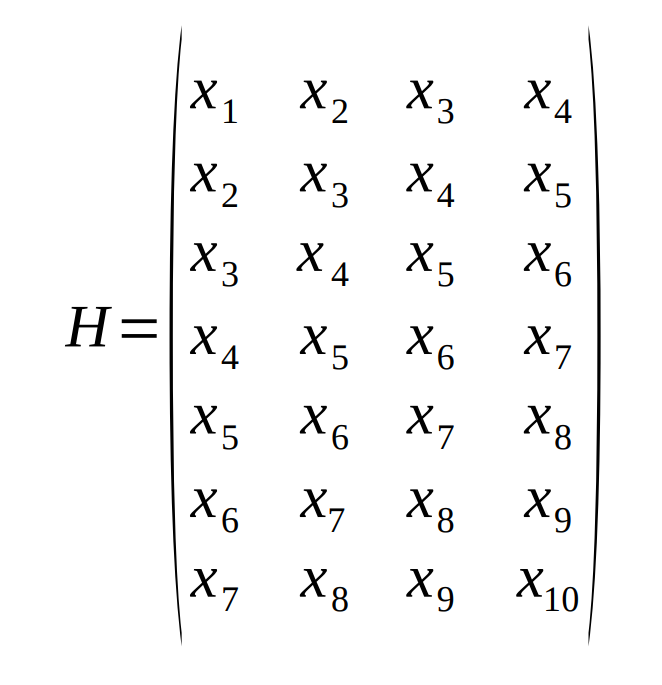 x₁ x₂ x₃ x₄
x₂ x₃ x₄ x₅
x₃ x₄ x₅ x₆
H = x₄ x₅ x₆ x₇
x₅ x₆ x₇ x₈
x₆ x₇ x₈ x₉
x₇ x₈ x₉ x₁₀